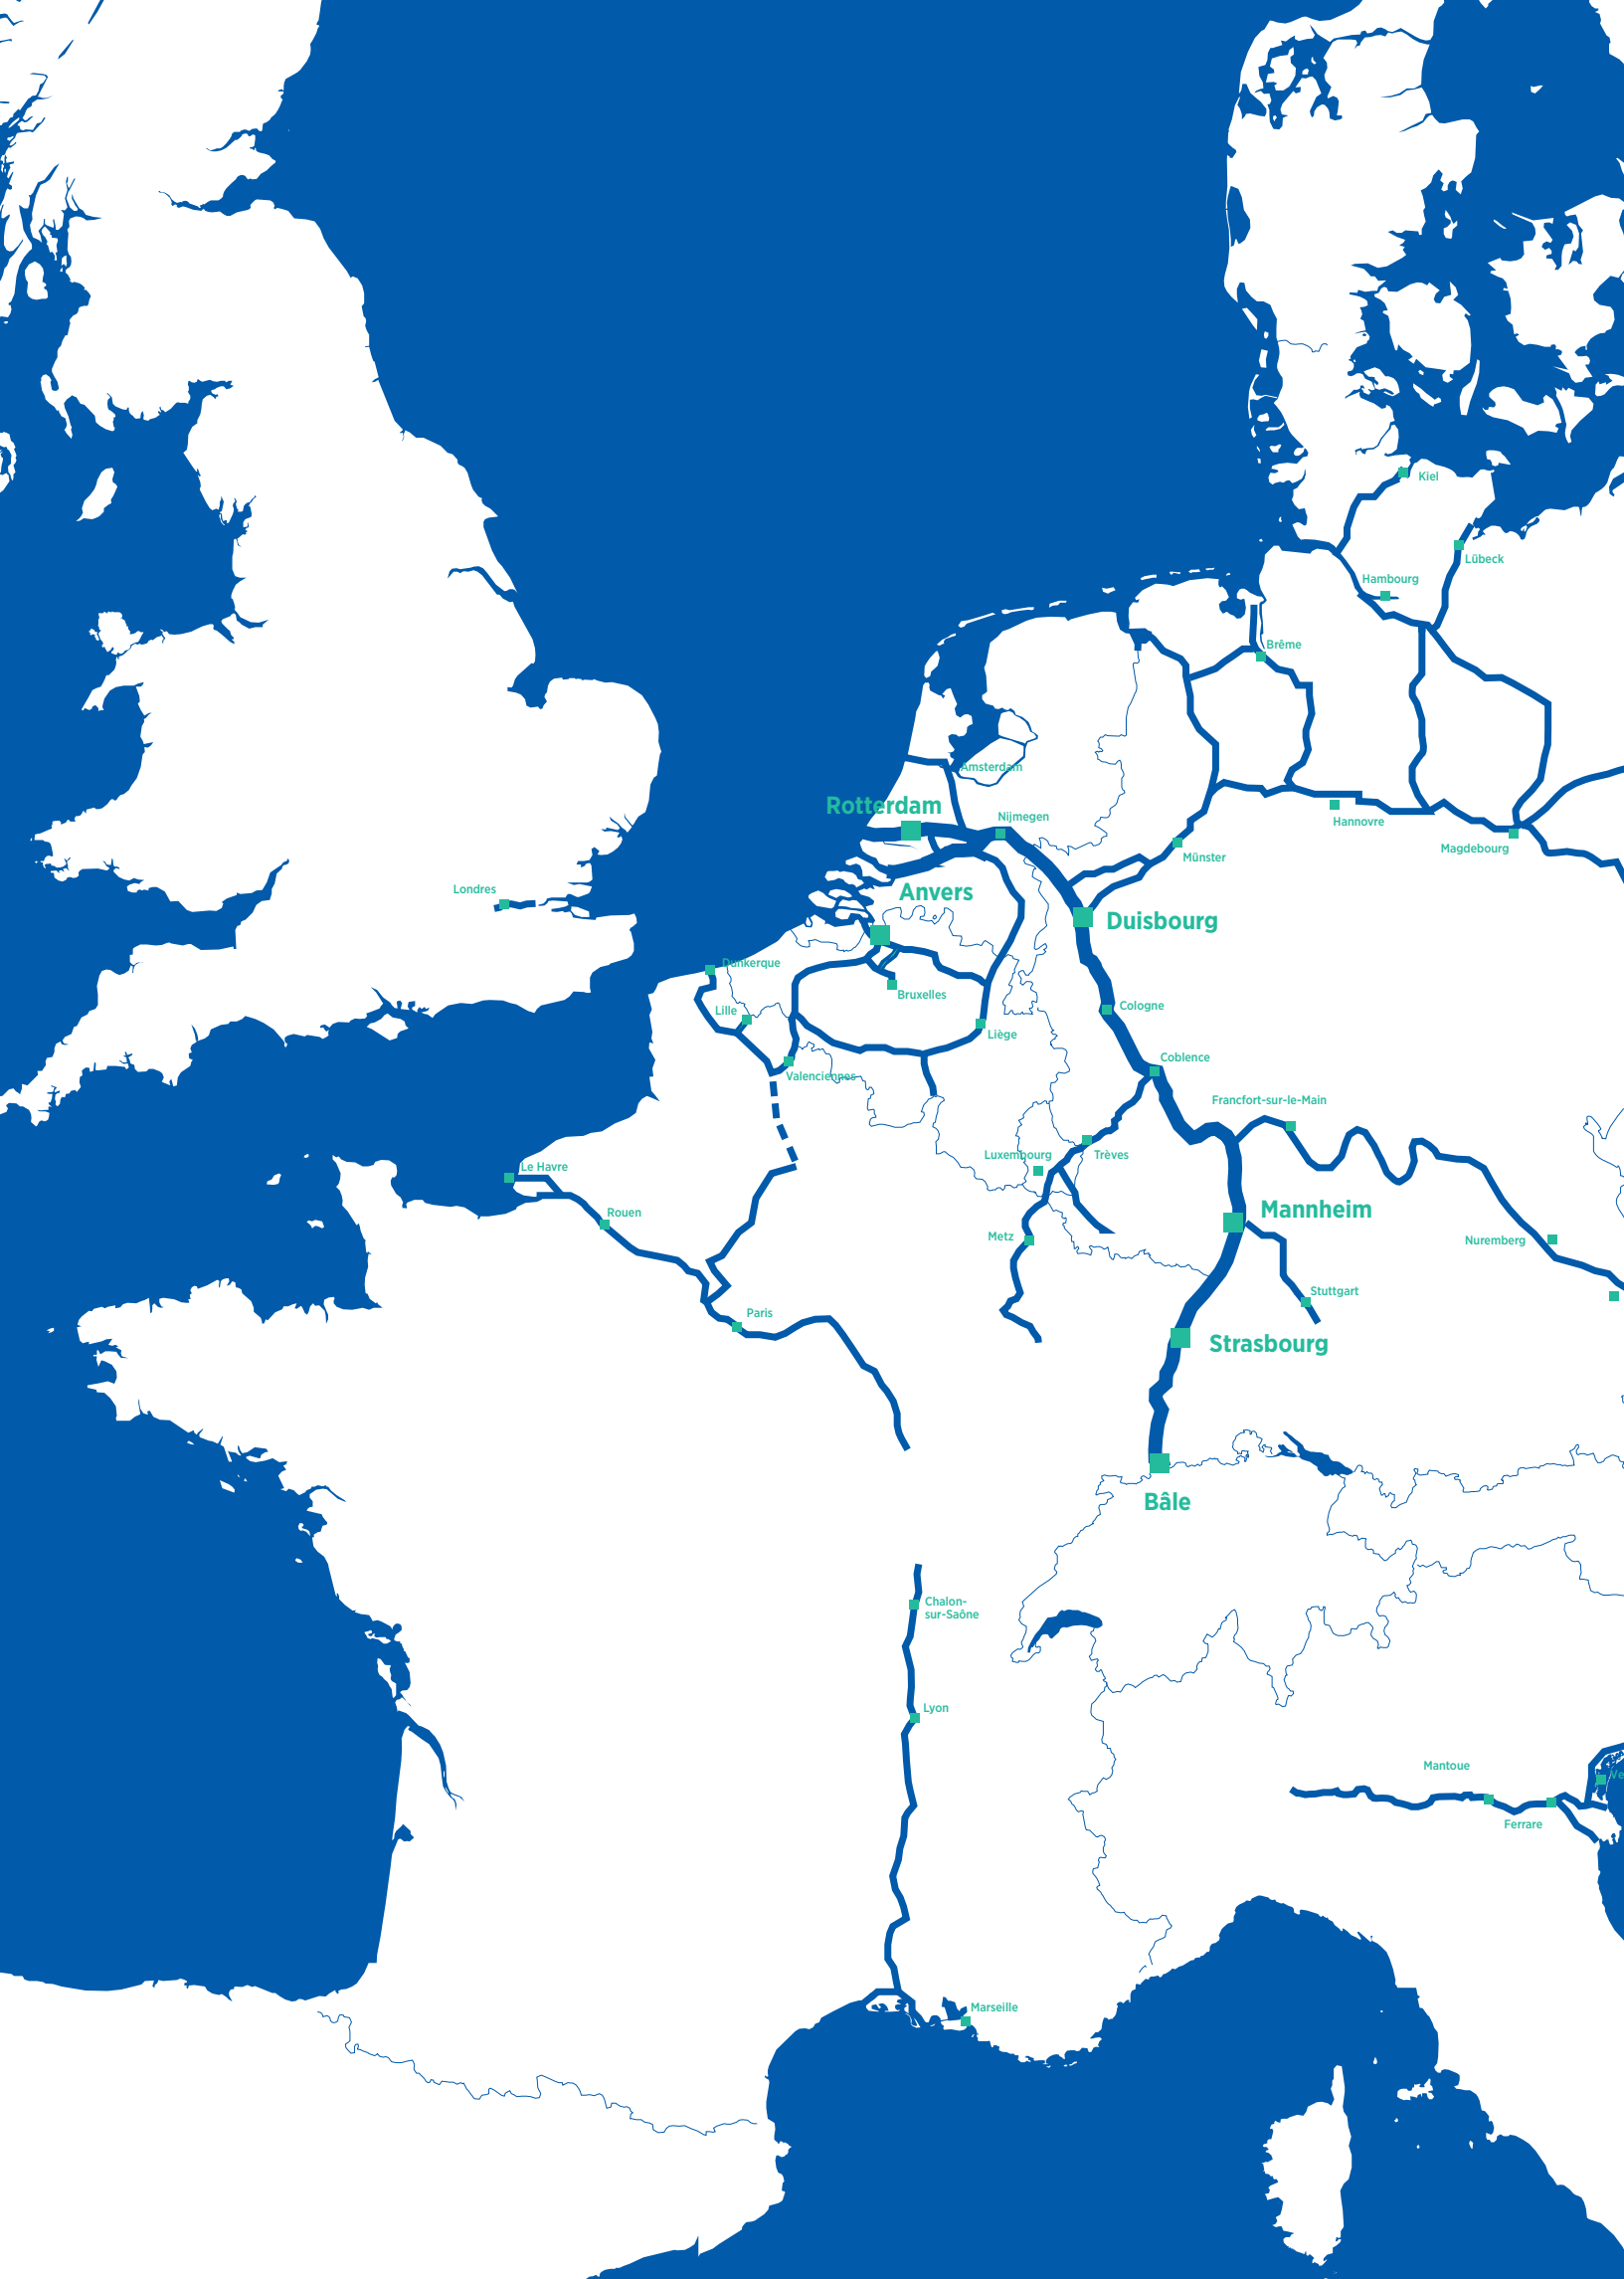 Kiel
Lübeck
Hambourg
Brême
Amsterdam
Rotterdam
Nijmegen
Hannovre
Magdebourg
Münster
Londres
Anvers
Duisbourg
Dunkerque
Bruxelles
Cologne
Lille
Liège
Coblence
Valenciennes
Francfort-sur-le-Main
Luxembourg
Trèves
Le Havre
Rouen
Mannheim
Metz
Nuremberg
Stuttgart
Paris
Strasbourg
Bâle
Chalon-
sur-Saône
Lyon
Mantoue
Ve
Ferrare
Marseille